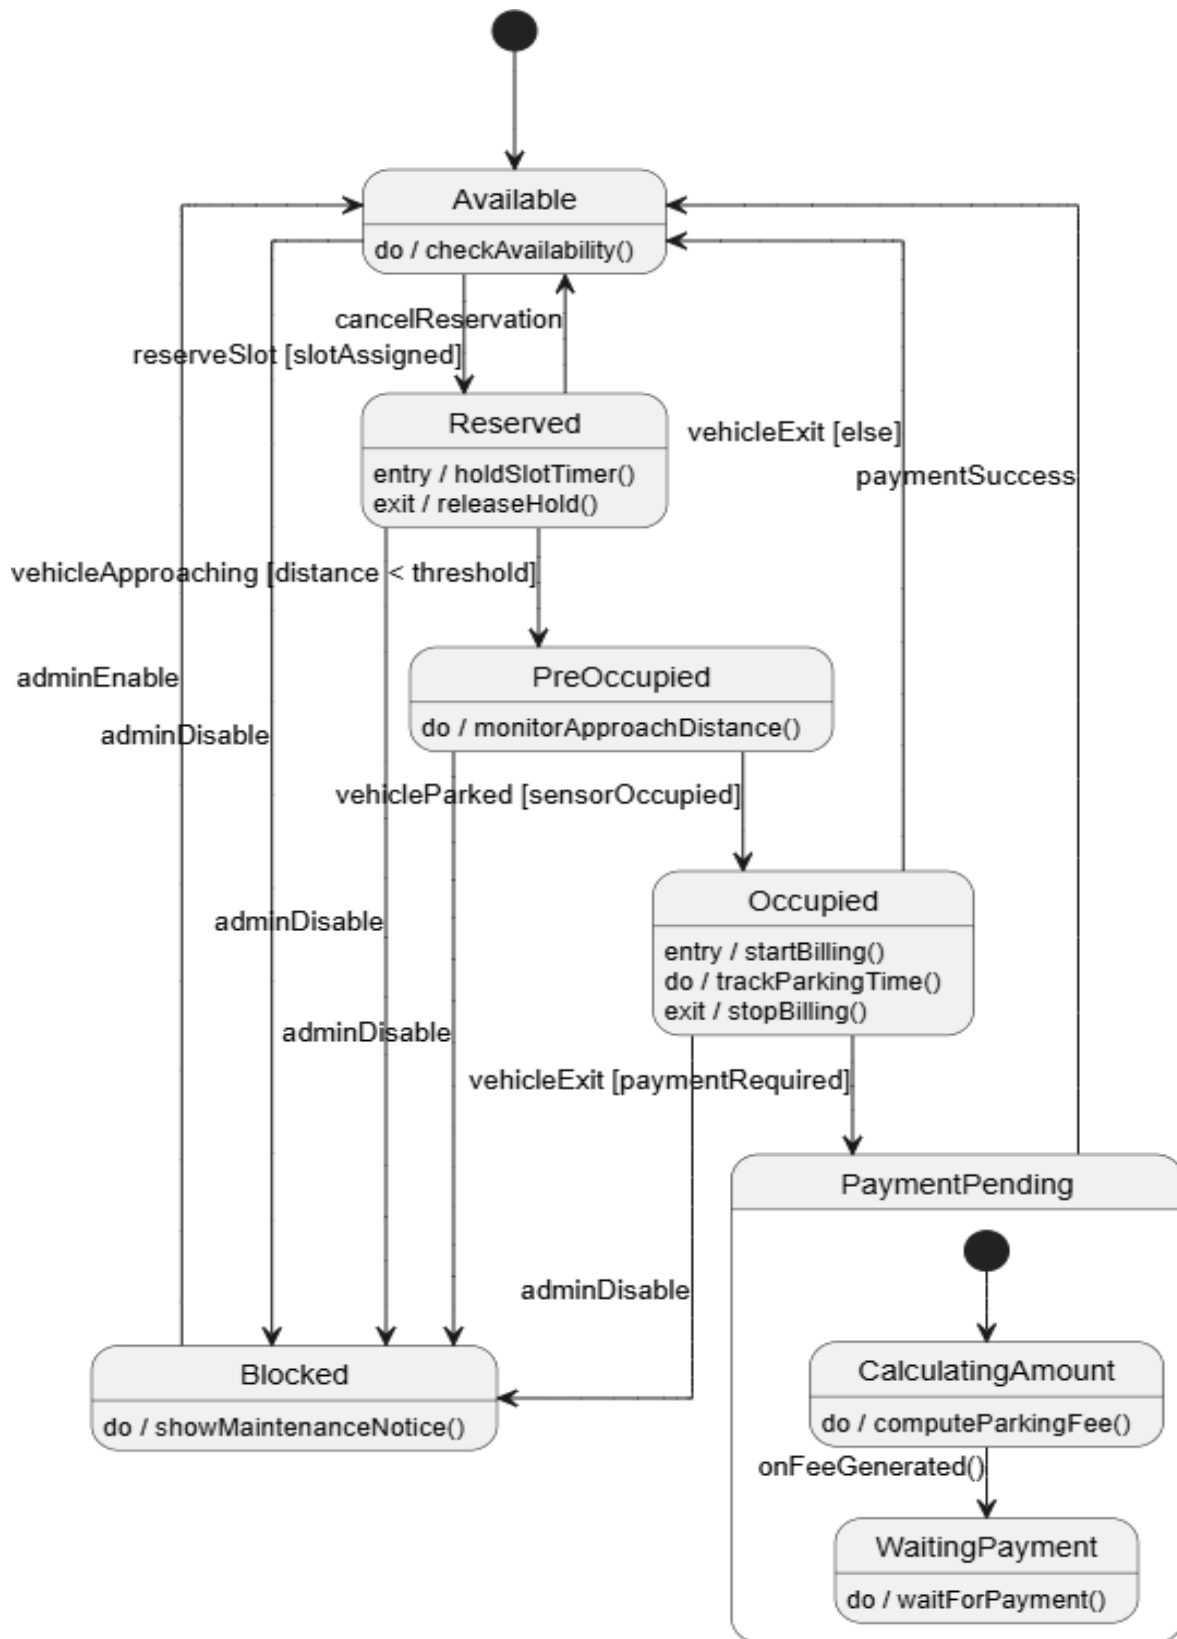 Available
do / checkAvailability()
cancelReservation
reserveSlot [slotAssigned]
Reserved
entry / holdSlotTimer()
exit / releaseHold()
vehicleExit [else]
paymentSuccess
vehicleApproaching [distance < threshold]
adminEnable
PreOccupied
do / monitorApproachDistance()
adminDisable
vehicleParked [sensorOccupied]
Occupied
entry / startBilling()
do / trackParkingTime()
exit / stopBilling()
adminDisable
adminDisable
vehicleExit [paymentRequired]
PaymentPending
adminDisable
Blocked
do / showMaintenanceNotice()
CalculatingAmount
do / computeParkingFee()
onFeeGenerated()
WaitingPayment
do / waitForPayment()